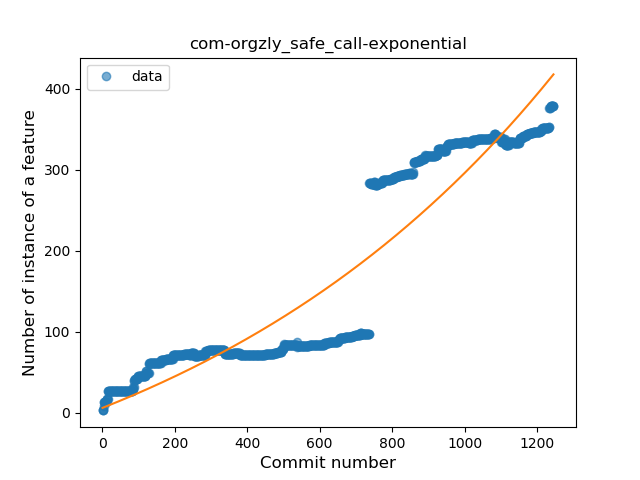 com-orgzly_safe_call-exponential
data
Number of instance of a feature
400
300
200
100
0
0 200 400 600 800 1000 1200
Commit number